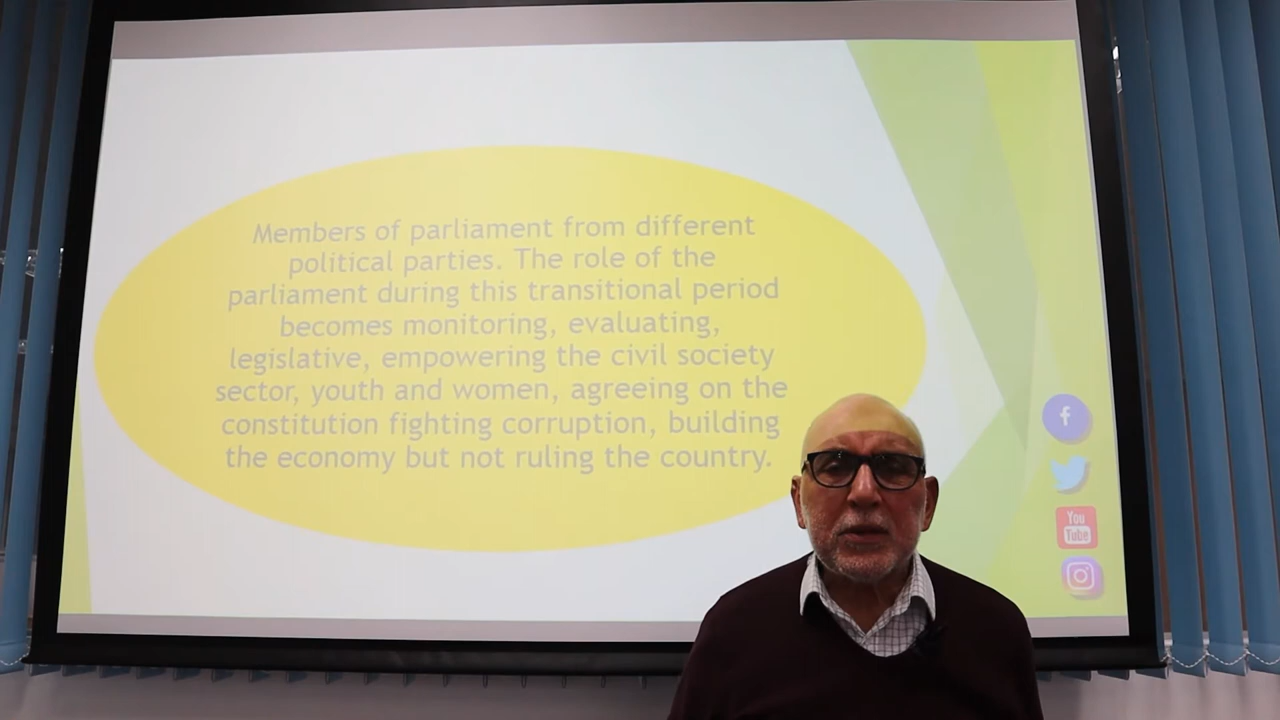 Members of parliament from different
political parties. The role of the
parliament during this transitional period
becomes monitoring, evaluating,
legislative, empowering the civil society
sector, youth and women, agreeing on the
constitution fighting corruption, building
the economy but not ruling the country.
f
You
Tube